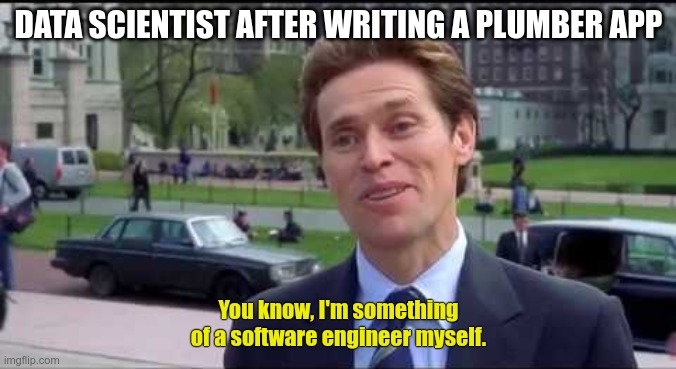 DATA SCIENTIST AFTER WRITING A PLUMBER APP
You know, I'm something
of a software engineer myself.
imgflip.com